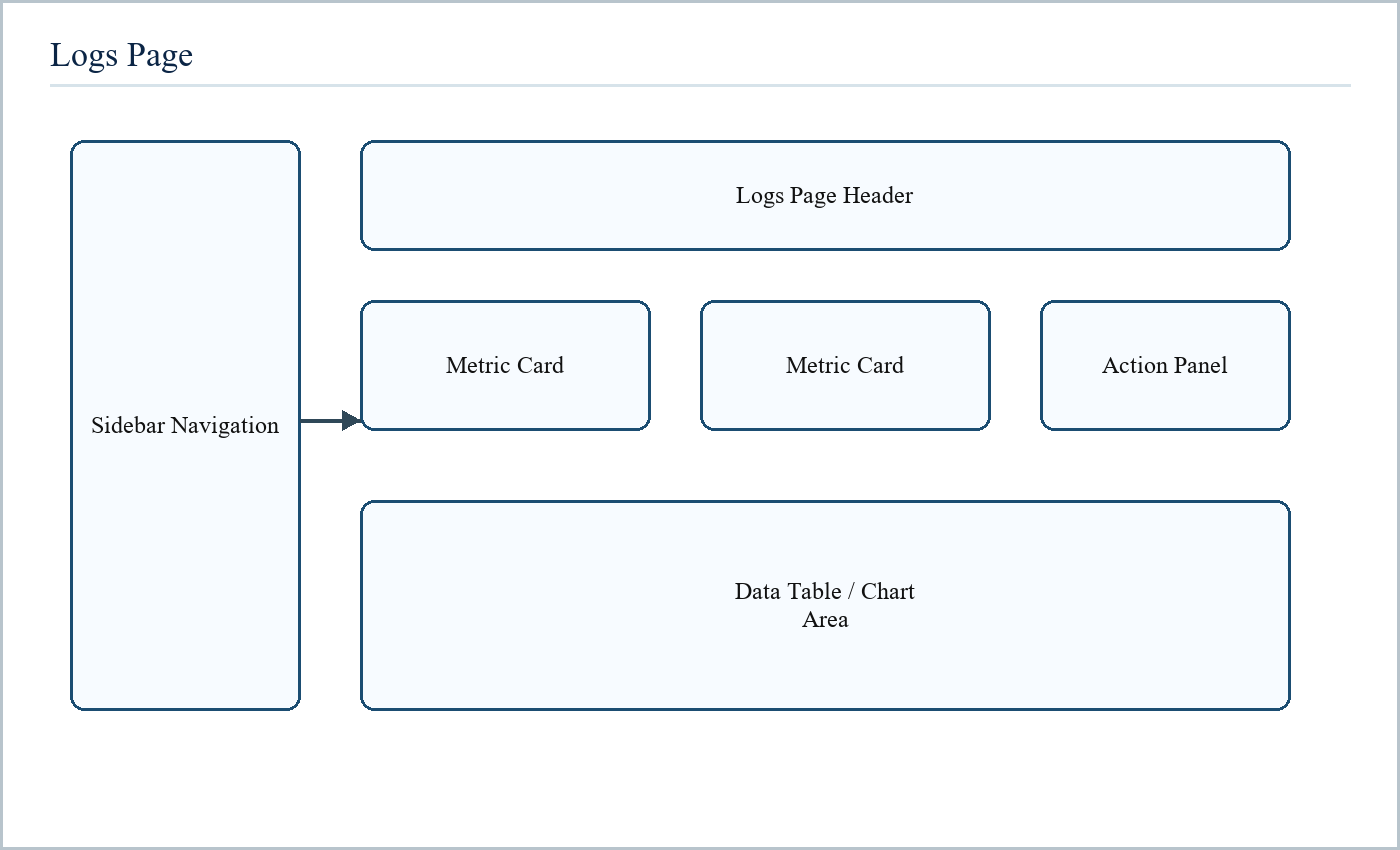 Logs Page
Logs Page Header
Metric Card
Metric Card
Action Panel
Sidebar Navigation
Data Table / Chart
Area